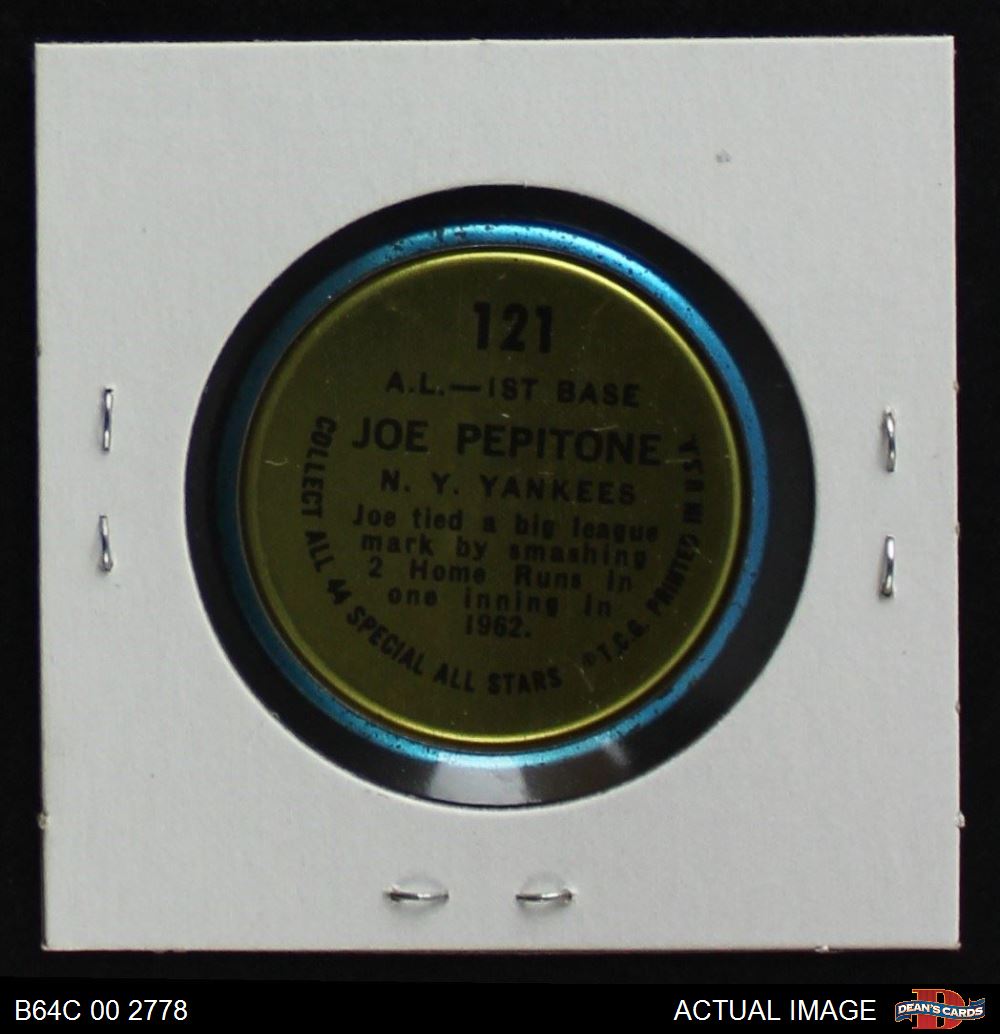 121
A.L.—1ST BASE
JOE PEPITONE
N. Y. YANKEES
Joe tied a big league
mark by smashing
2 Home Runs in
one inning in
1962.
COLLECT ALL 44 SPECIAL ALL STARS
©T.C.G. PRINTED IN U.S.A.
B64C 00 2778
ACTUAL IMAGE
D
DEAN'S CARDS